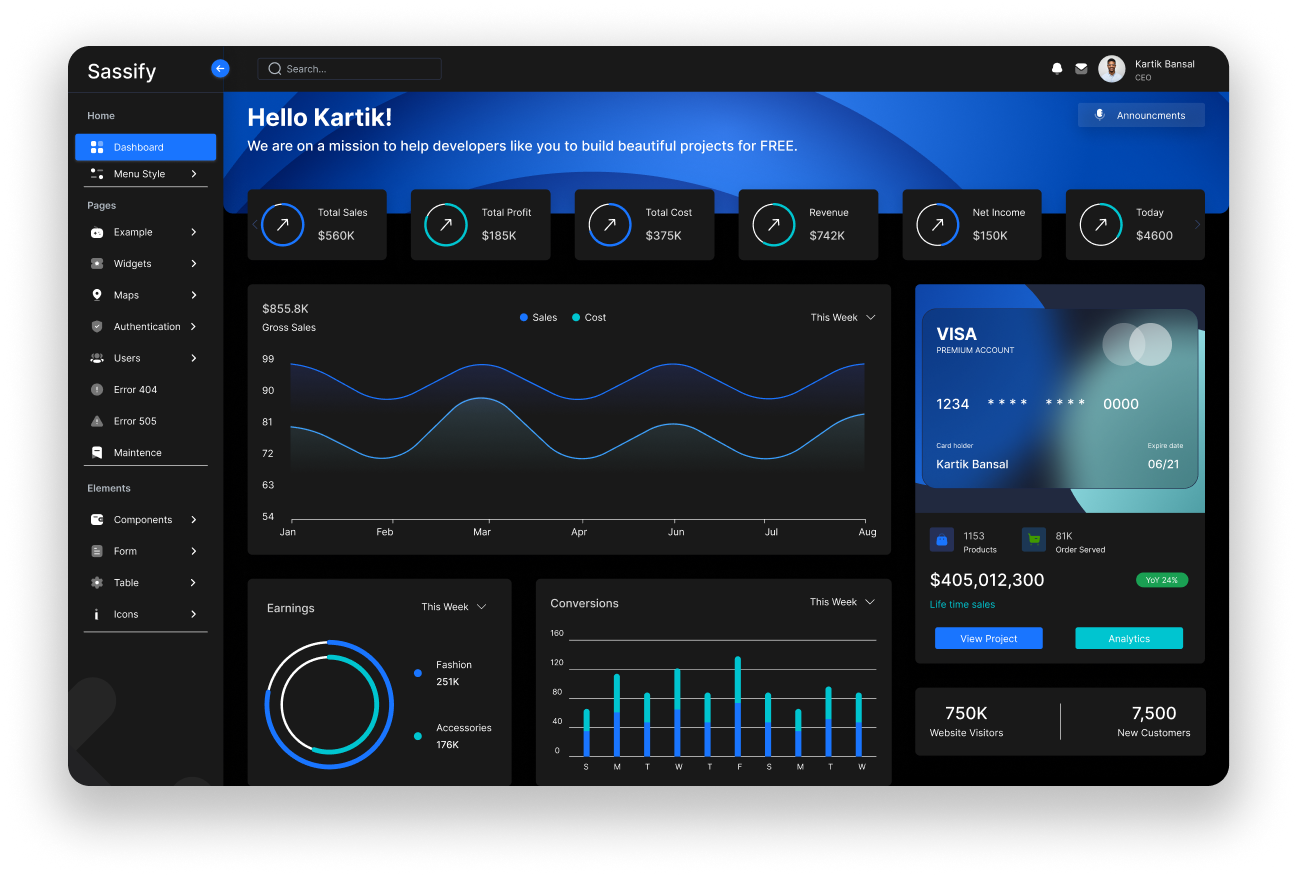 Sassify
Search...
Kartik Bansal
CEO
Home
Dashboard
Menu Style
Pages
Example
Widgets
Maps
Authentication
Users
Error 404
Error 505
Maintence
Elements
Components
Form
Table
Icons
Hello Kartik!
We are on a mission to help developers like you to build beautiful projects for FREE.
Announcments
Total Sales
$560K
Total Profit
$185K
Total Cost
$375K
Revenue
$742K
Net Income
$150K
Today
$4600
$855.8K
Gross Sales
Sales
Cost
This Week
99
90
81
72
63
54
Jan Feb Mar Apr Jun Jul Aug
VISA
PREMIUM ACCOUNT
1234 **** **** 0000
Card holder
Kartik Bansal
Expire date
06/21
1153
Products
81K
Order Served
$405,012,300
YoY 24%
Life time sales
View Project
Analytics
Earnings
This Week
Fashion
251K
Accessories
176K
Conversions
This Week
160
120
80
40
0
S M T W T F S M T W
750K
Website Visitors
7,500
New Customers